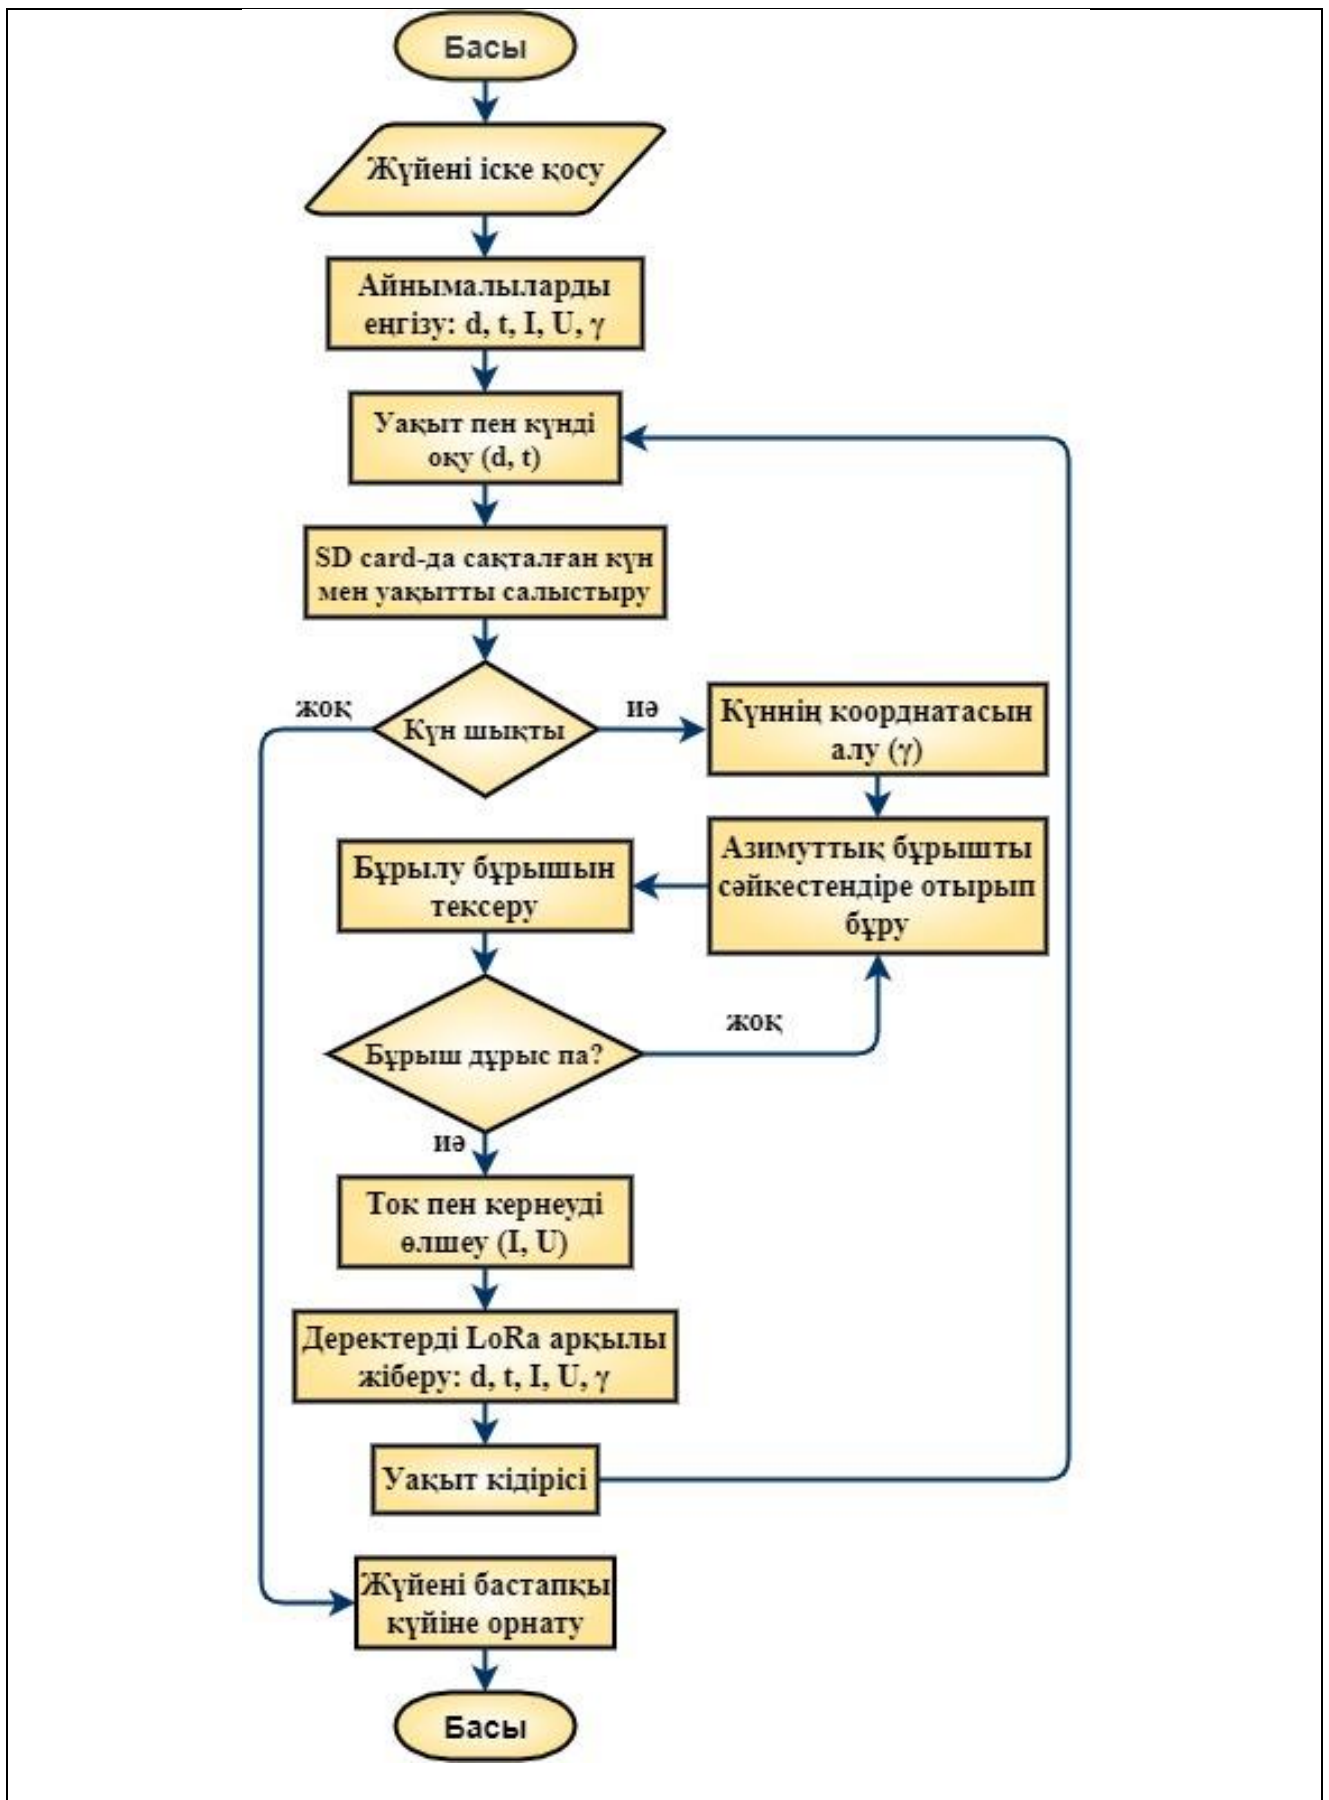 Басы
Жүйені іске қосу
Айнымалыларды
еңгізу: d, t, I, U, γ
Уақыт пен күнді
оқу (d, t)
SD card-да сақталған күн
мен уақытты салыстыру
жоқ
Күн шықты
иә
Күннің коорднатасын
алу (γ)
Азимуттық бұрышты
сәйкестендіре отырып
бұру
Бұрылу бұрышын
тексеру
Бұрыш дұрыс па?
жоқ
иә
Ток пен кернеуді
өлшеу (I, U)
Деректерді LoRa арқылы
жіберу: d, t, I, U, γ
Уақыт кідірісі
Жүйені бастапқы
күйіне орнату
Басы